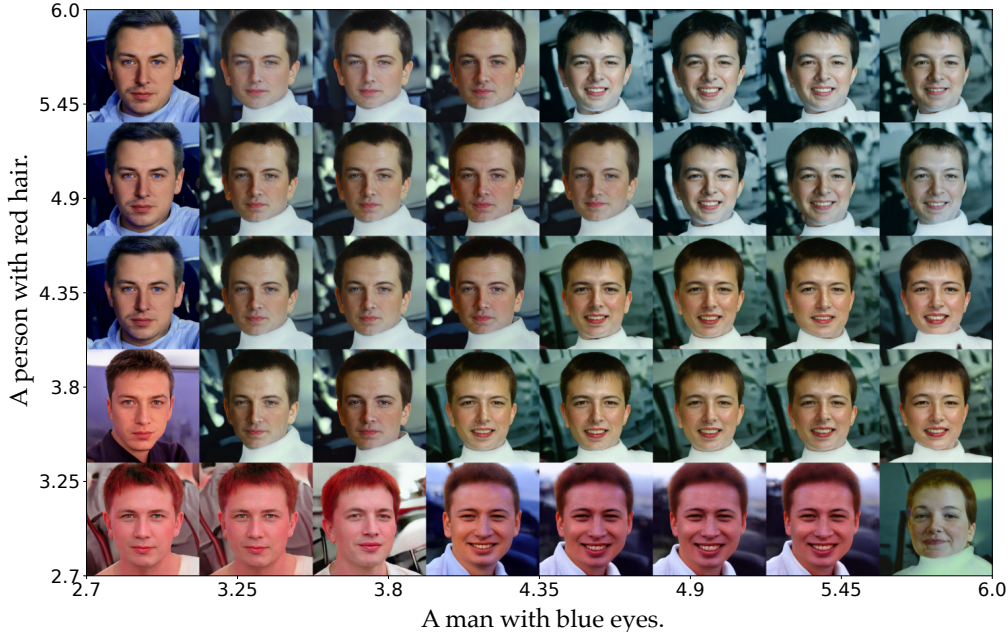 6.0
5.45
4.9
4.35
3.8
3.25
2.7
A person with red hair.
2.7 3.25 3.8 4.35 4.9 5.45 6.0
A man with blue eyes.